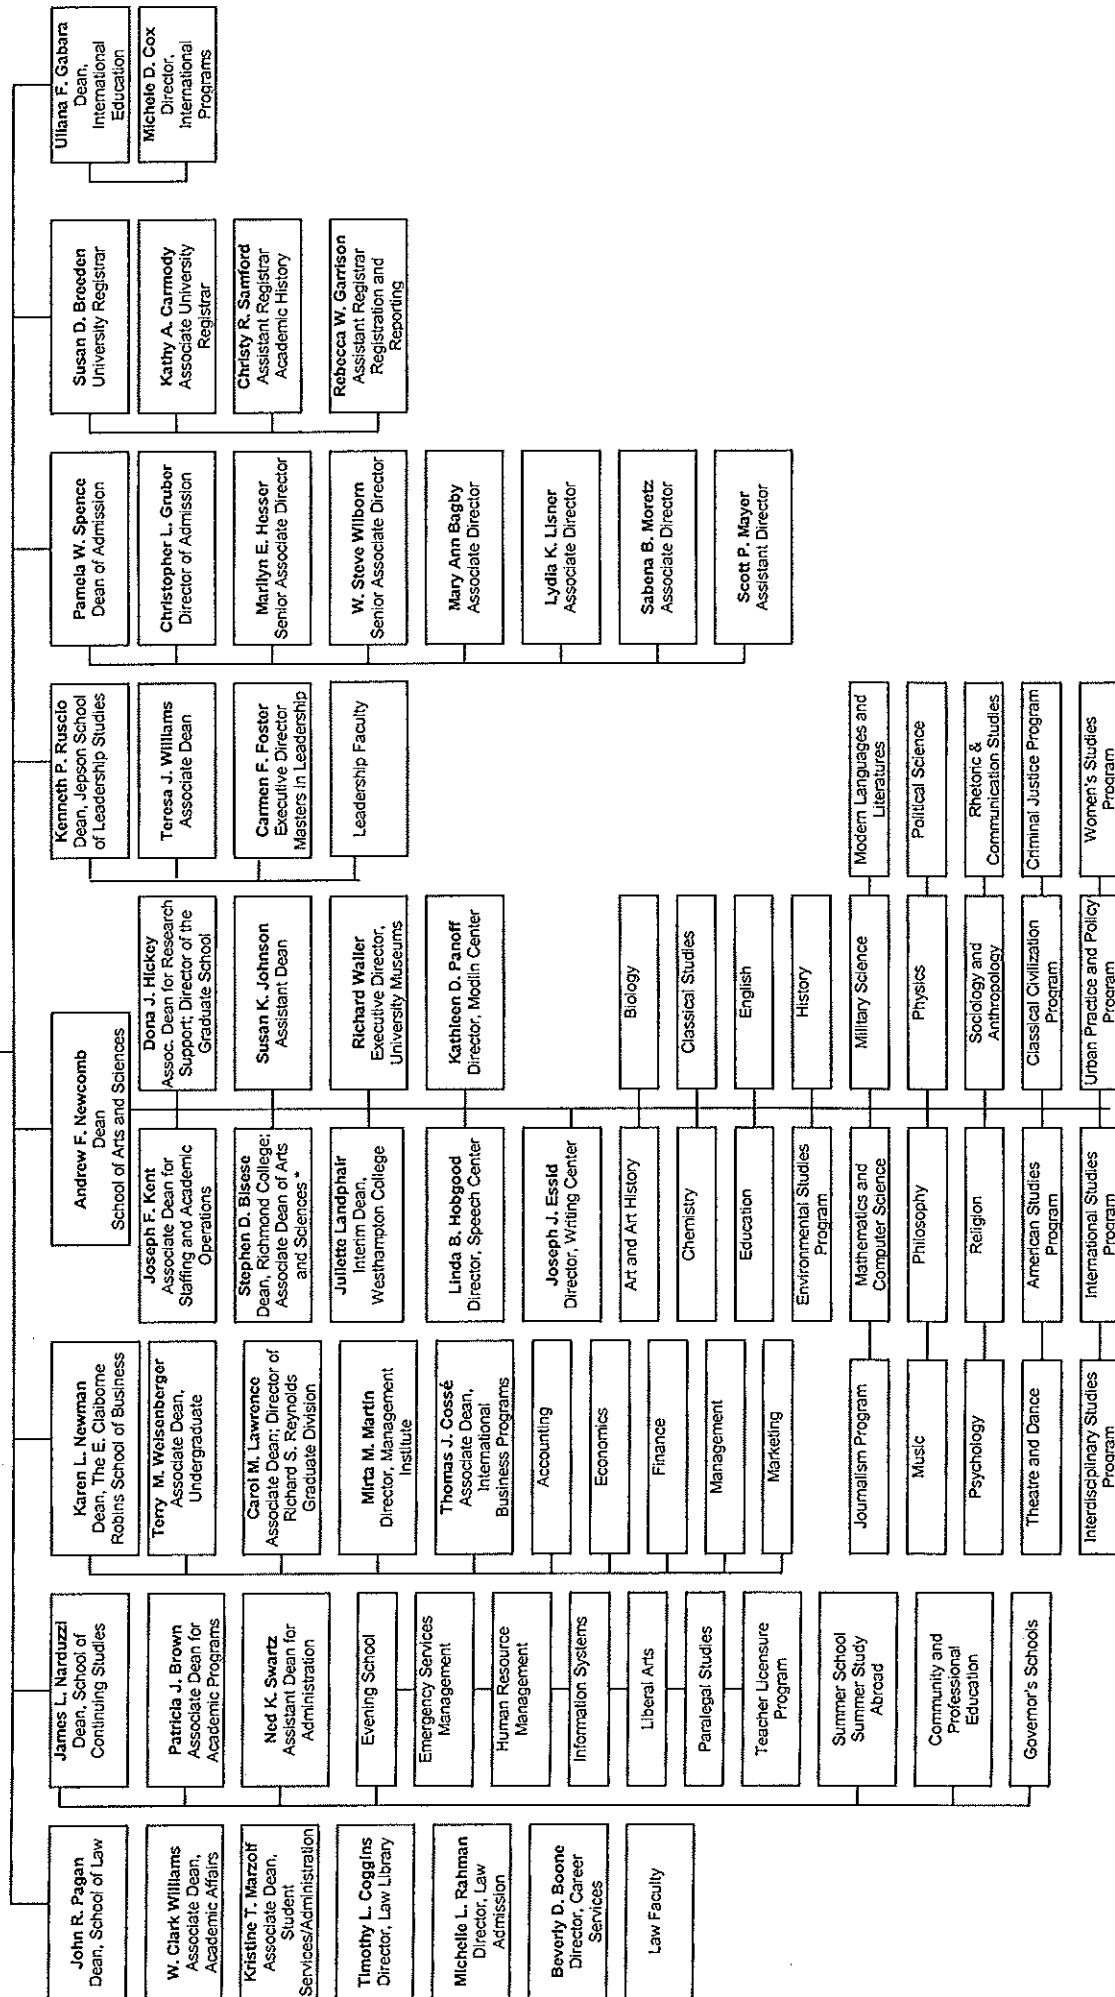 John R. Pagan
Dean, School of Law
W. Clark Williams
Associate Dean,
Academic Affairs
Kristine T. Marzolf
Associate Dean,
Student
Services/Administration
Timothy L. Coggins
Director, Law Library
Michelle L. Rahman
Director, Law
Admission
Beverly D. Boone
Director, Career
Services
Law Faculty
James L. Narduzzi
Dean, School of
Continuing Studies
Patricia J. Brown
Associate Dean for
Academic Programs
Ned K. Swartz
Assistant Dean for
Administration
Evening School
Emergency Services
Management
Human Resource
Management
Information Systems
Liberal Arts
Paralegal Studies
Teacher Licensure
Program
Summer School
Summer Study
Abroad
Community and
Professional
Education
Governor's Schools
Karen L. Newman
Dean, The E. Claiborne
Robins School of Business
Terry M. Weisenberger
Associate Dean,
Undergraduate
Carol M. Lawrence
Associate Dean; Director of
Richard S. Reynolds
Graduate Division
Mirta M. Martin
Director, Management
Institute
Thomas J. Cossé
Associate Dean,
International
Business Programs
Accounting
Economics
Finance
Management
Marketing
Andrew F. Newcomb
Dean
School of Arts and Sciences
Joseph F. Kent
Associate Dean for
Staffing and Academic
Operations
Dona J. Hickey
Assoc. Dean for Research
Support; Director of the
Graduate School
Stephen D. Bisese
Dean, Richmond College;
Associate Dean of Arts
and Sciences *
Susan K. Johnson
Assistant Dean
Juliette Landphair
Interim Dean,
Westhampton College
Richard Waller
Executive Director,
University Museums
Linda B. Hobgood
Director, Speech Center
Kathleen D. Panoff
Director, Modlin Center
Joseph J. Essid
Director, Writing Center
Art and Art History
Biology
Chemistry
Classical Studies
Education
English
Environmental Studies
Program
History
Journalism Program
Mathematics and
Computer Science
Military Science
Modern Languages and
Literatures
Music
Philosophy
Physics
Political Science
Psychology
Religion
Sociology and
Anthropology
Rhetoric &
Communication Studies
Theatre and Dance
American Studies
Program
Classical Civilization
Program
Criminal Justice Program
Interdisciplinary Studies
Program
International Studies
Program
Urban Practice and Policy
Program
Women's Studies
Program
Kenneth P. Ruscio
Dean, Jepson School
of Leadership Studies
Teresa J. Williams
Associate Dean
Carmen F. Foster
Executive Director
Masters in Leadership
Leadership Faculty
Pamela W. Spence
Dean of Admission
Christopher L. Gruber
Director of Admission
Marilyn E. Hesser
Senior Associate Director
W. Steve Wilborn
Senior Associate Director
Mary Ann Bagby
Associate Director
Lydia K. Lisner
Associate Director
Sabena B. Moretz
Associate Director
Scott P. Mayer
Assistant Director
Susan D. Breeden
University Registrar
Kathy A. Carmody
Associate University
Registrar
Christy R. Samford
Assistant Registrar
Academic History
Rebecca W. Garrison
Assistant Registrar
Registration and
Reporting
Uliana F. Gabara
Dean,
International
Education
Michele D. Cox
Director,
International
Programs